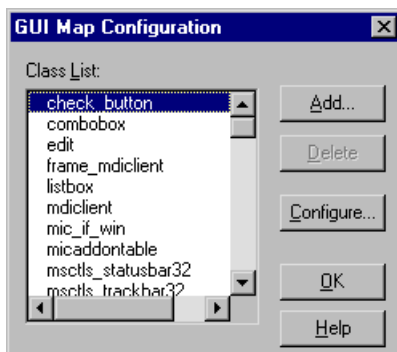 GUI Map Configuration
Class List:
check_button
combobox
edit
frame_mdiclient
listbox
mdiclient
mic_if_win
micaddontable
msctls_statusbar32
msctls_trackbar32
Add...
Delete
Configure...
OK
Help